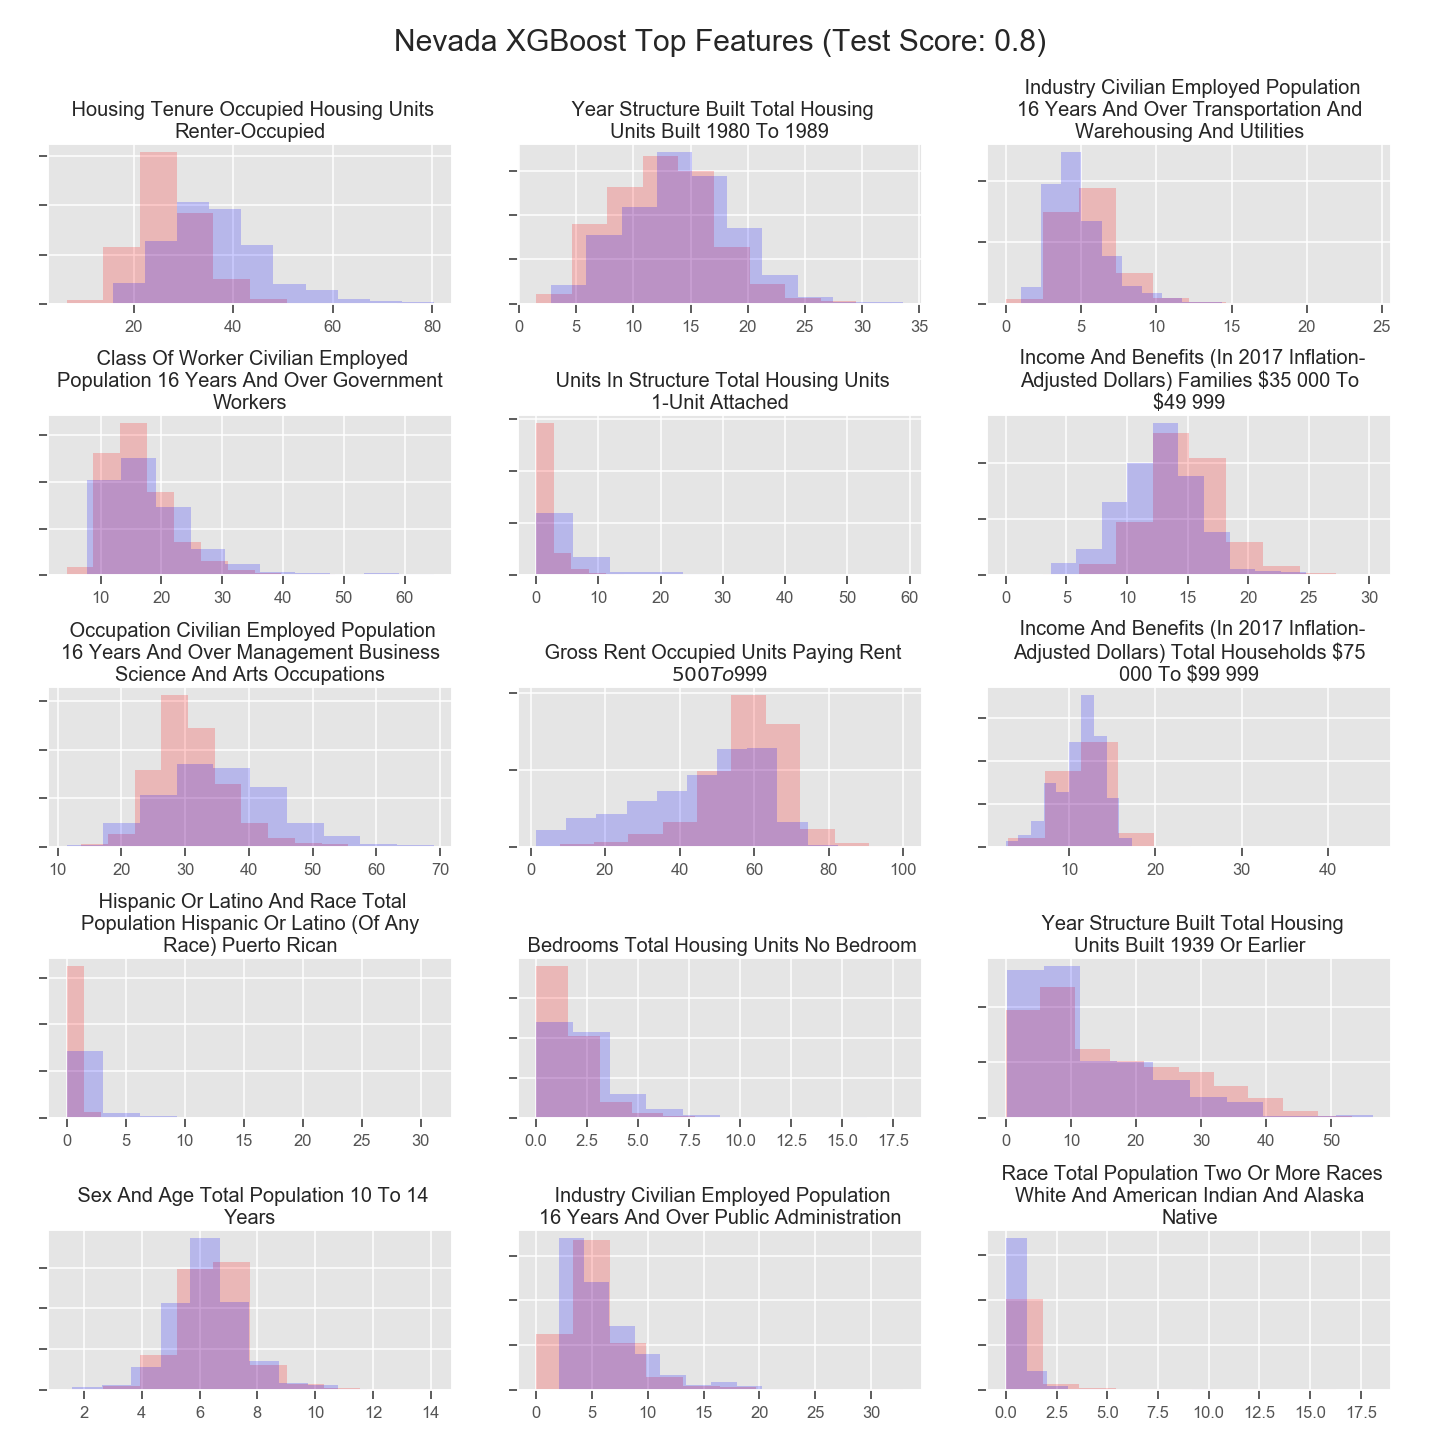 Nevada XGBoost Top Features (Test Score: 0.8)
Housing Tenure Occupied Housing Units
Renter-Occupied
20 40 60 80
Year Structure Built Total Housing
Units Built 1980 To 1989
0 5 10 15 20 25 30 35
Industry Civilian Employed Population
16 Years And Over Transportation And
Warehousing And Utilities
0 5 10 15 20 25
Class Of Worker Civilian Employed
Population 16 Years And Over Government
Workers
10 20 30 40 50 60
Units In Structure Total Housing Units
1-Unit Attached
0 10 20 30 40 50 60
Income And Benefits (In 2017 Inflation-
Adjusted Dollars) Families $35 000 To
$49 999
0 5 10 15 20 25 30
Occupation Civilian Employed Population
16 Years And Over Management Business
Science And Arts Occupations
10 20 30 40 50 60 70
Gross Rent Occupied Units Paying Rent
500To999
0 20 40 60 80 100
Income And Benefits (In 2017 Inflation-
Adjusted Dollars) Total Households $75
000 To $99 999
10 20 30 40
Hispanic Or Latino And Race Total
Population Hispanic Or Latino (Of Any
Race) Puerto Rican
0 5 10 15 20 25 30
Bedrooms Total Housing Units No Bedroom
0.0 2.5 5.0 7.5 10.0 12.5 15.0 17.5
Year Structure Built Total Housing
Units Built 1939 Or Earlier
0 10 20 30 40 50
Sex And Age Total Population 10 To 14
Years
2 4 6 8 10 12 14
Industry Civilian Employed Population
16 Years And Over Public Administration
0 5 10 15 20 25 30
Race Total Population Two Or More Races
White And American Indian And Alaska
Native
0.0 2.5 5.0 7.5 10.0 12.5 15.0 17.5